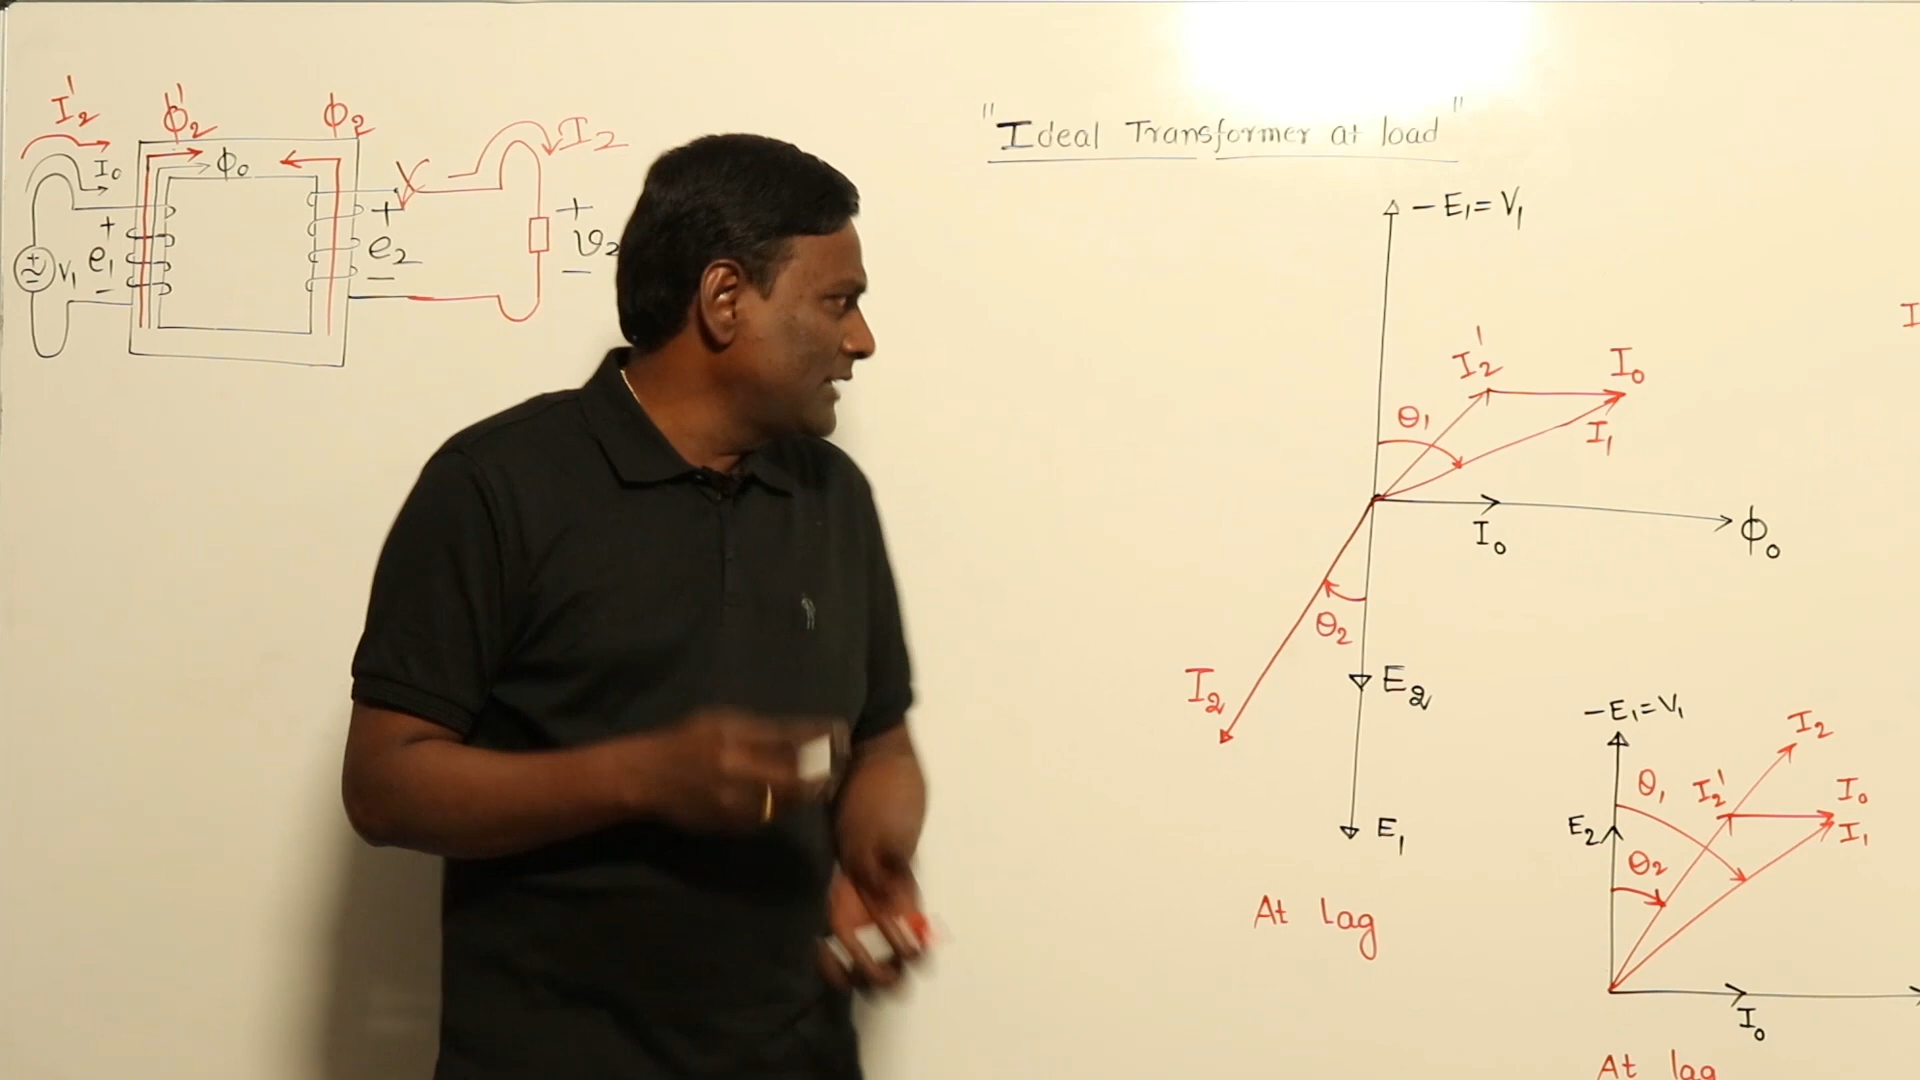 "Ideal Transformer at load"
I₂'
ϕ₂'
ϕ₂
I₂
I₀
ϕ₀
+
e₁
−
V₁
+
e₂
−
+
v₂
−
−E₁=V₁
I₂'
I₀
θ₁
I₁
I₀
ϕ₀
θ₂
I₂
E₂
E₁
At lag
I
−E₁=V₁
I₂
θ₁
I₂'
I₀
E₂
I₁
θ₂
I₀
At lag